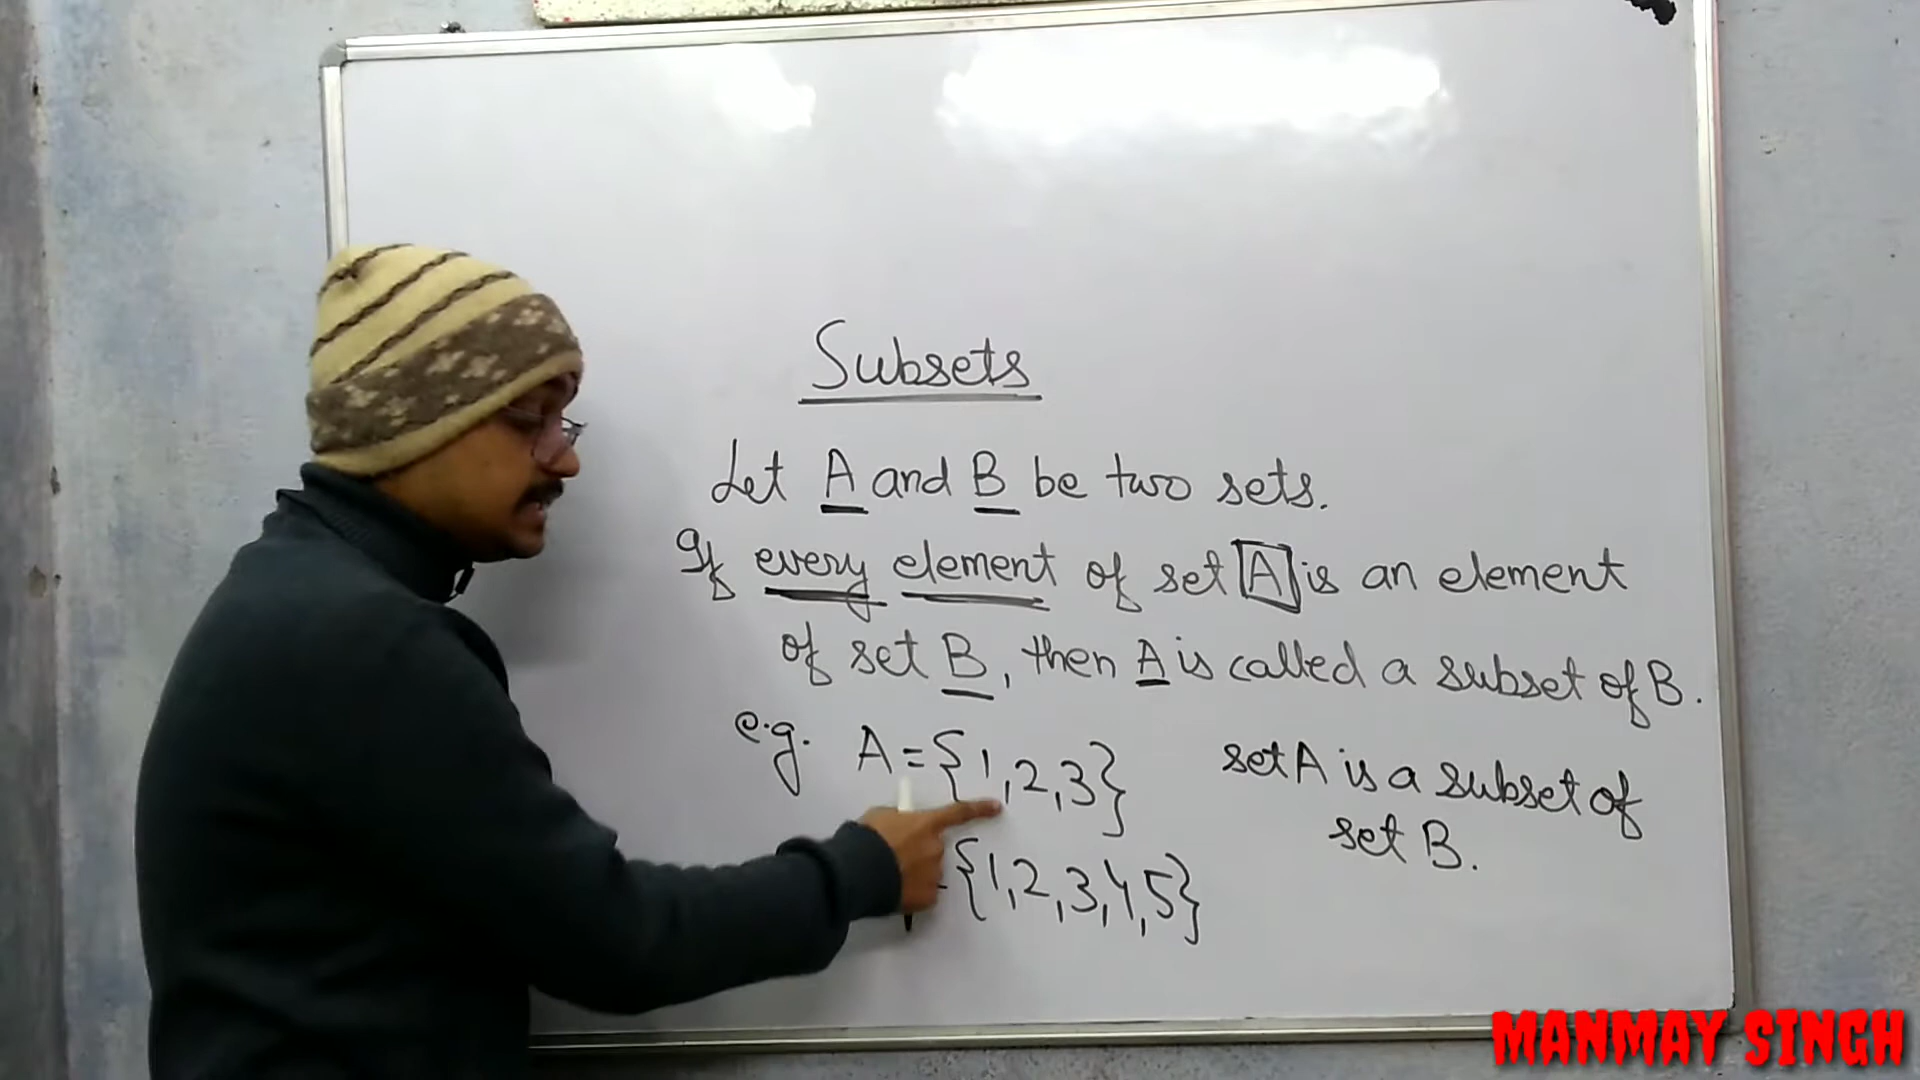 Subsets
Let A and B be two sets.
If every element of set A is an element
of set B, then A is called a subset of B.
e.g. A = {1,2,3}
set A is a subset of
set B.
{1,2,3,4,5}
MANMAY SINGH